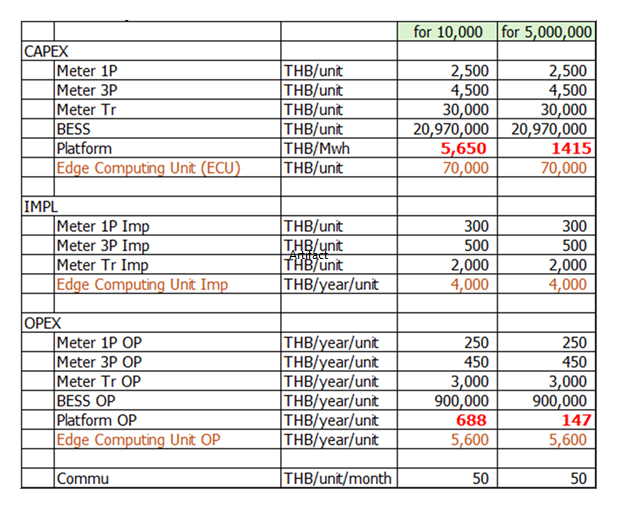 for 10,000 for 5,000,000
CAPEX
Meter 1P THB/unit 2,500 2,500
Meter 3P THB/unit 4,500 4,500
Meter Tr THB/unit 30,000 30,000
BESS THB/unit 20,970,000 20,970,000
Platform THB/Mwh 5,650 1415
Edge Computing Unit (ECU) THB/unit 70,000 70,000
IMPL
Meter 1P Imp THB/unit 300 300
Meter 3P Imp THB/unit 500 500
Artifact
Meter Tr Imp THB/unit 2,000 2,000
Edge Computing Unit Imp THB/year/unit 4,000 4,000
OPEX
Meter 1P OP THB/year/unit 250 250
Meter 3P OP THB/year/unit 450 450
Meter Tr OP THB/year/unit 3,000 3,000
BESS OP THB/year/unit 900,000 900,000
Platform OP THB/year/unit 688 147
Edge Computing Unit OP THB/year/unit 5,600 5,600
Commu THB/unit/month 50 50